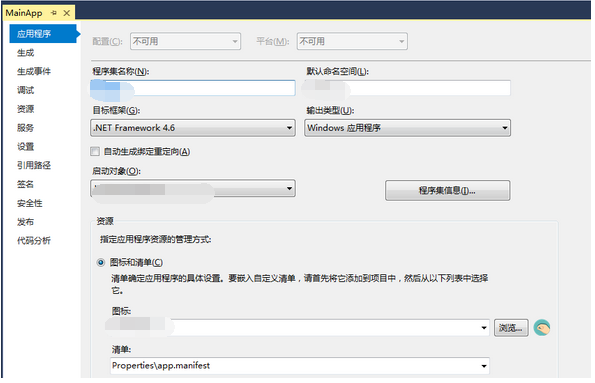 MainApp
应用程序
生成
生成事件
调试
资源
服务
设置
引用路径
签名
安全性
发布
代码分析
配置(C): 不可用 平台(M): 不可用
程序集名称(N): 默认命名空间(L):
目标框架(G): 输出类型(U):
.NET Framework 4.6 Windows 应用程序
自动生成绑定重定向(A)
启动对象(O):
程序集信息(I)...
资源
指定应用程序资源的管理方式:
图标和清单(C)
清单确定应用程序的具体设置。要嵌入自定义清单，请首先将它添加到项目中，然后从以下列表中选择
它。
图标:
浏览...
清单:
Properties\app.manifest